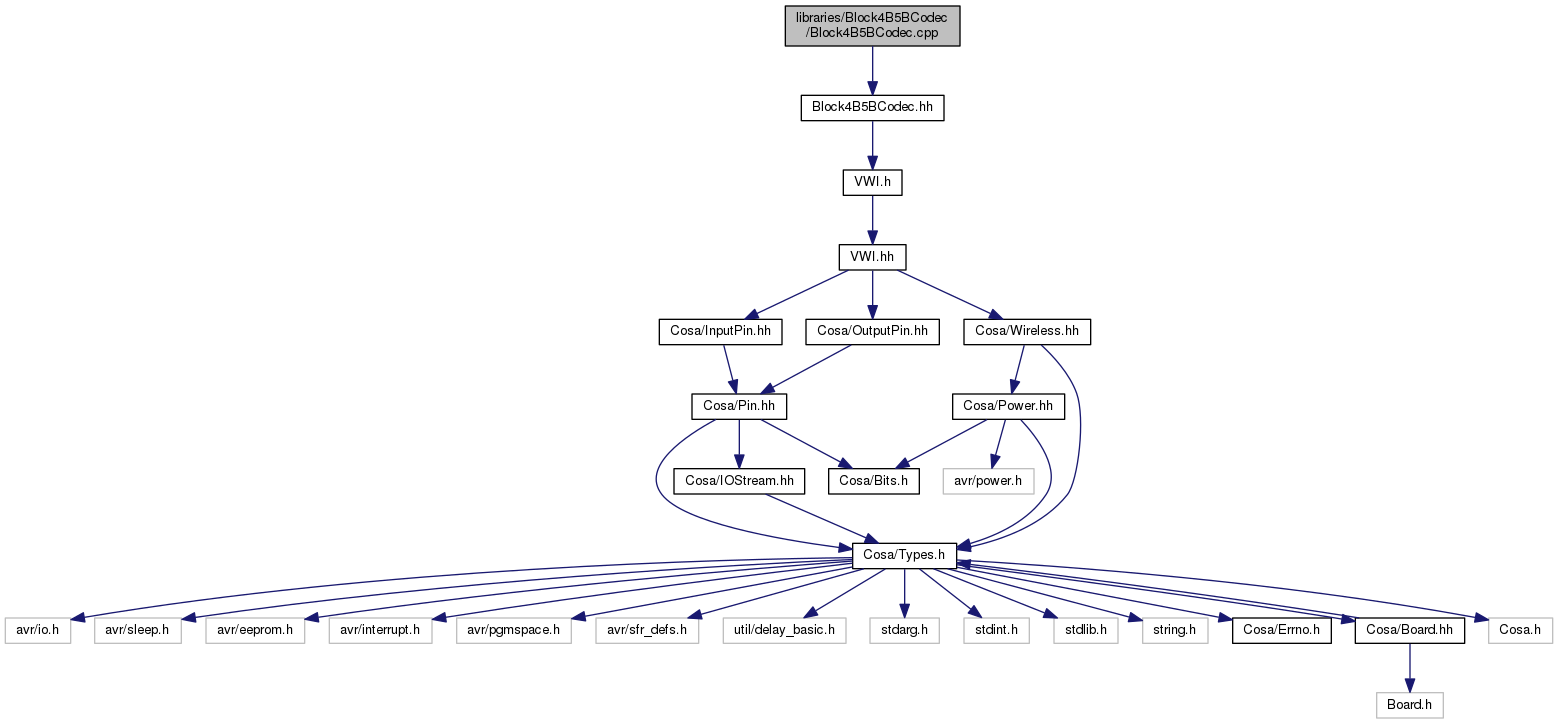 libraries/Block4B5BCodec
/Block4B5BCodec.cpp
Block4B5BCodec.hh
VWI.h
VWI.hh
Cosa/InputPin.hh
Cosa/OutputPin.hh
Cosa/Wireless.hh
Cosa/Pin.hh
Cosa/Power.hh
Cosa/IOStream.hh
Cosa/Bits.h
avr/power.h
Cosa/Types.h
avr/io.h
avr/sleep.h
avr/eeprom.h
avr/interrupt.h
avr/pgmspace.h
avr/sfr_defs.h
util/delay_basic.h
stdarg.h
stdint.h
stdlib.h
string.h
Cosa/Errno.h
Cosa/Board.hh
Cosa.h
Board.h